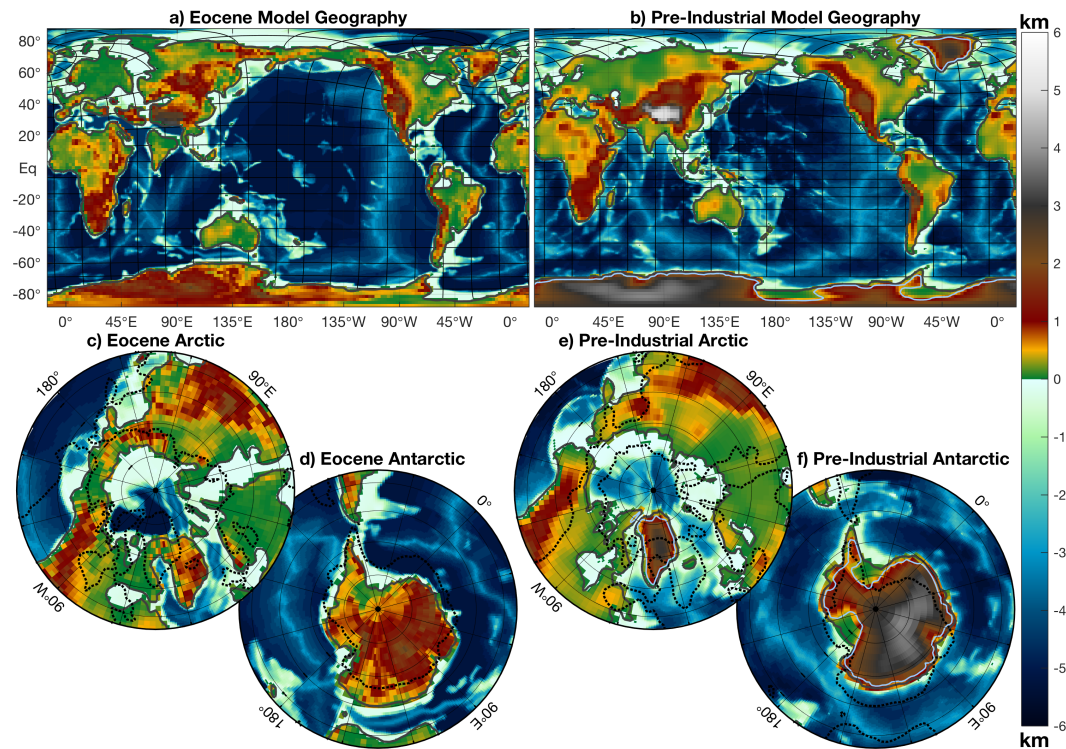 a) Eocene Model Geography
b) Pre-Industrial Model Geography
km
80°
60°
40°
20°
Eq
-20°
-40°
-60°
-80°
0° 45°E 90°E 135°E 180° 135°W 90°W 45°W 0°
0° 45°E 90°E 135°E 180° 135°W 90°W 45°W 0°
6
5
4
3
2
1
0
-1
-2
-3
-4
-5
-6
km
c) Eocene Arctic
180°
90°E
90°W
d) Eocene Antarctic
0°
90°E
180°
e) Pre-Industrial Arctic
180°
90°E
90°W
f) Pre-Industrial Antarctic
0°
90°E
180°